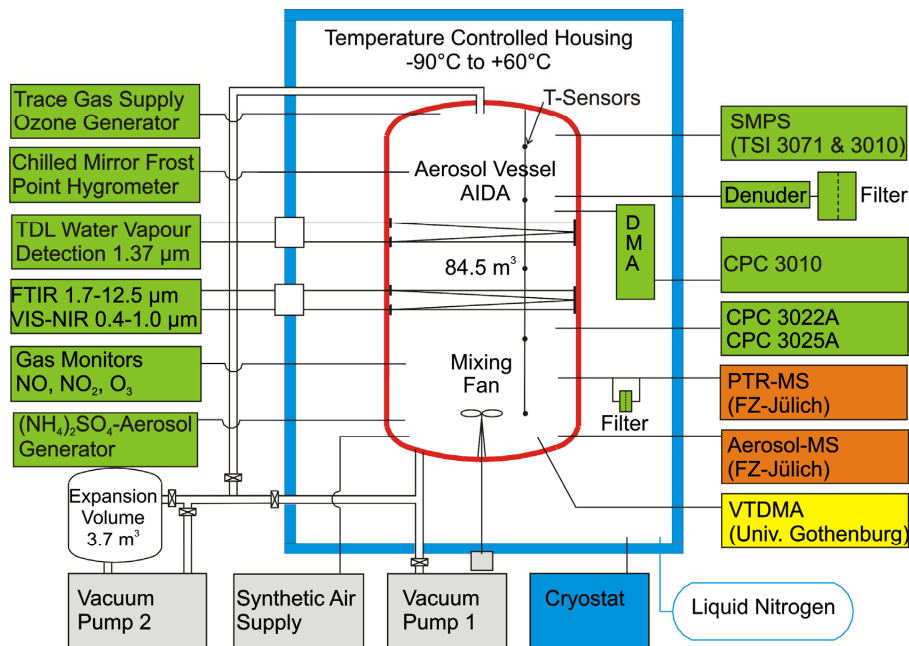 Temperature Controlled Housing
-90°C to +60°C
Trace Gas Supply
Ozone Generator
Chilled Mirror Frost
Point Hygrometer
TDL Water Vapour
Detection 1.37 µm
FTIR 1.7-12.5 µm
VIS-NIR 0.4-1.0 µm
Gas Monitors
NO, NO₂, O₃
(NH₄)₂SO₄-Aerosol
Generator
Expansion
Volume
3.7 m³
T-Sensors
Aerosol Vessel
AIDA
84.5 m³
Mixing
Fan
D
M
A
Filter
SMPS
(TSI 3071 & 3010)
Denuder
Filter
CPC 3010
CPC 3022A
CPC 3025A
PTR-MS
(FZ-Jülich)
Aerosol-MS
(FZ-Jülich)
VTDMA
(Univ. Gothenburg)
Vacuum
Pump 2
Synthetic Air
Supply
Vacuum
Pump 1
Cryostat
Liquid Nitrogen